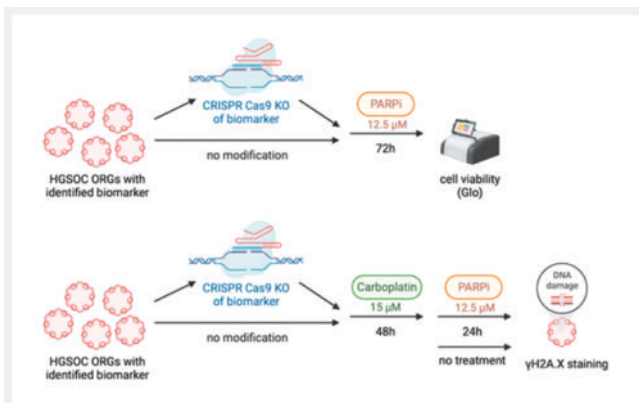 CRISPR Cas9 KO
of biomarker
PARPi
12.5 µM
72h
no modification
HGSOC ORGs with
identified biomarker
cell viability
(Glo)
CRISPR Cas9 KO
of biomarker
Carboplatin
15 µM
48h
PARPi
12.5 µM
24h
DNA
damage
no modification
no treatment
HGSOC ORGs with
identified biomarker
γH2A.X staining